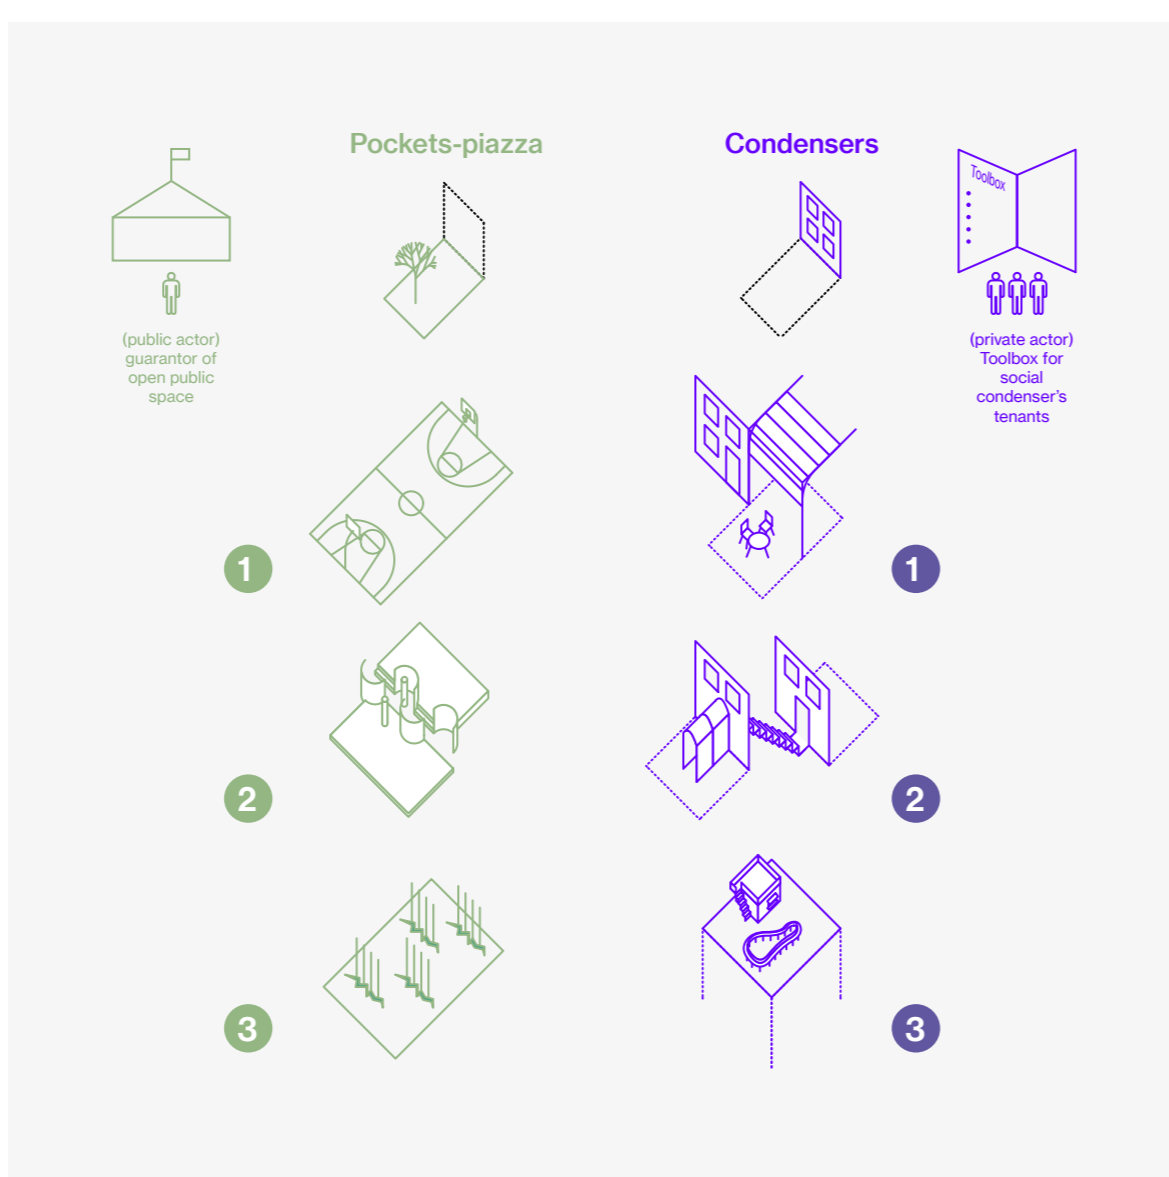 Pockets-piazza
Condensers
Toolbox
(public actor)
guarantor of
open public
space
(private actor)
Toolbox for
social
condenser's
tenants
1
1
2
2
3
3